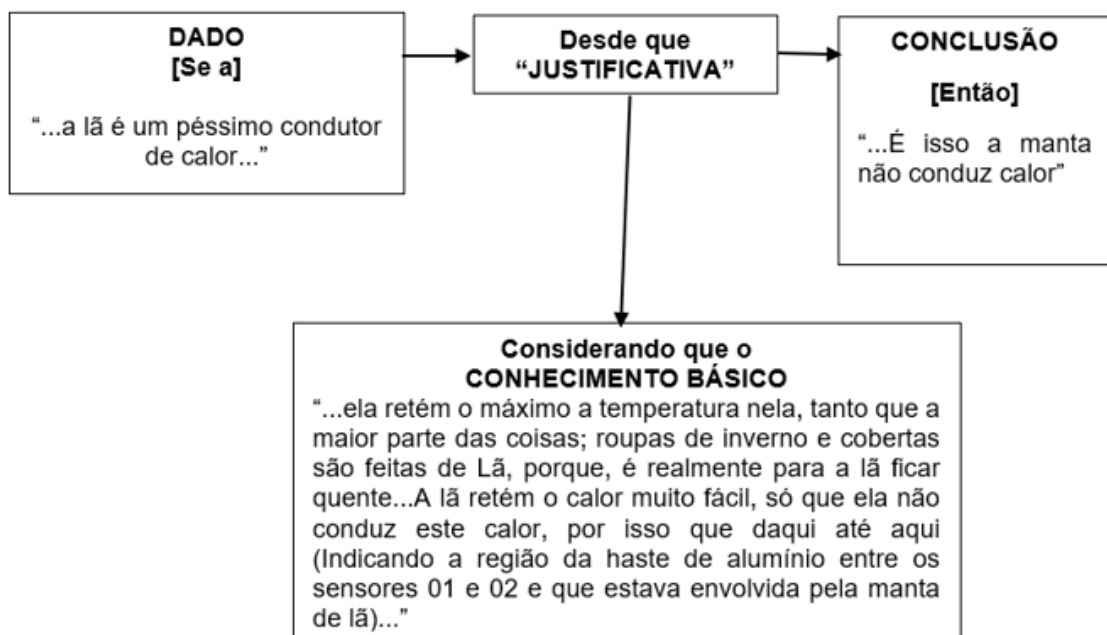 DADO
[Se a]
“...a lã é um péssimo condutor
de calor...”
Desde que
“JUSTIFICATIVA”
CONCLUSÃO
[Então]
“...É isso a manta
não conduz calor”
Considerando que o
CONHECIMENTO BÁSICO
“...ela retém o máximo a temperatura nela, tanto que a
maior parte das coisas; roupas de inverno e cobertas
são feitas de Lã, porque, é realmente para a lã ficar
quente...A lã retém o calor muito fácil, só que ela não
conduz este calor, por isso que daqui até aqui
(Indicando a região da haste de alumínio entre os
sensores 01 e 02 e que estava envolvida pela manta
de lã)...”